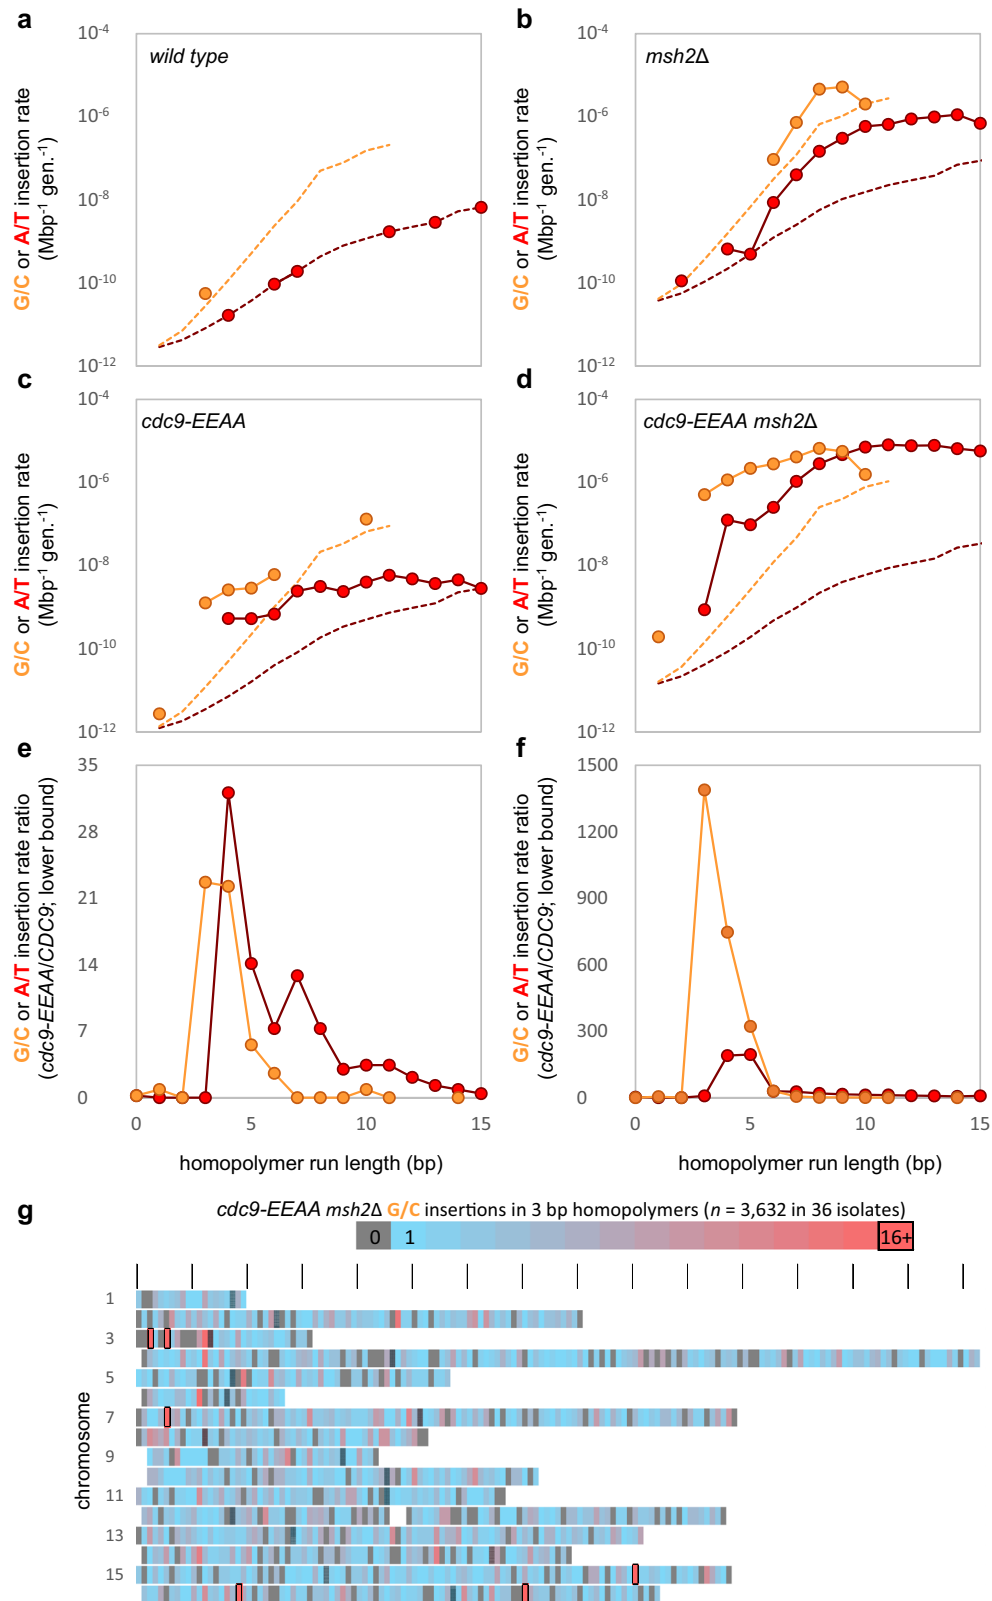 a
wild type
G/C or A/T insertion rate
(Mbp-1 gen.-1)
10-4
10-6
10-8
10-10
10-12
b
msh2Δ
G/C or A/T insertion rate
(Mbp-1 gen.-1)
10-4
10-6
10-8
10-10
10-12
c
cdc9-EEAA
G/C or A/T insertion rate
(Mbp-1 gen.-1)
10-4
10-6
10-8
10-10
10-12
d
cdc9-EEAA msh2Δ
G/C or A/T insertion rate
(Mbp-1 gen.-1)
10-4
10-6
10-8
10-10
10-12
e
G/C or A/T insertion rate ratio
(cdc9-EEAA/CDC9; lower bound)
35
28
21
14
7
0
0 5 10 15
homopolymer run length (bp)
f
G/C or A/T insertion rate ratio
(cdc9-EEAA/CDC9; lower bound)
1500
1200
900
600
300
0
0 5 10 15
homopolymer run length (bp)
g
cdc9-EEAA msh2Δ G/C insertions in 3 bp homopolymers (n = 3,632 in 36 isolates)
0 1 16+
chromosome
1
3
5
7
9
11
13
15